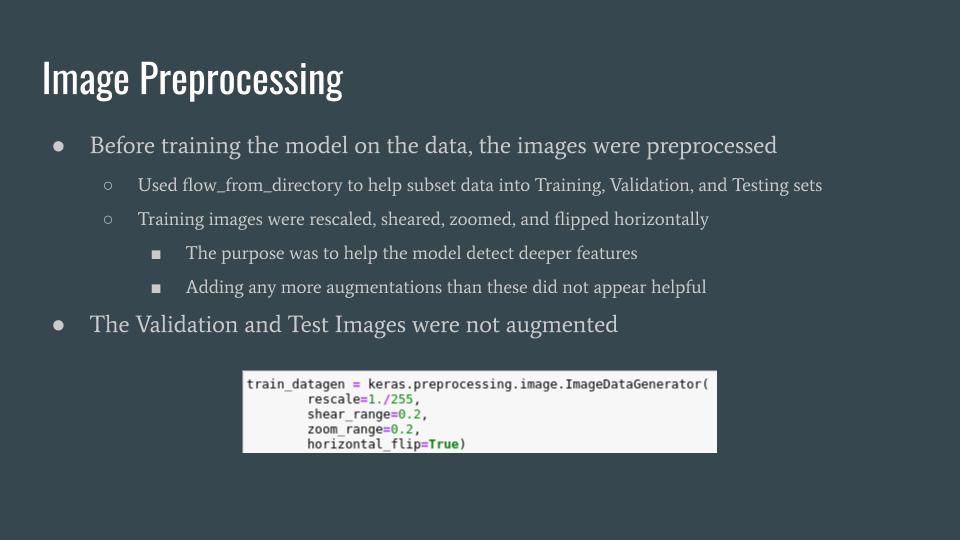 Image Preprocessing
● Before training the model on the data, the images were preprocessed
○ Used flow_from_directory to help subset data into Training, Validation, and Testing sets
○ Training images were rescaled, sheared, zoomed, and flipped horizontally
■ The purpose was to help the model detect deeper features
■ Adding any more augmentations than these did not appear helpful
● The Validation and Test Images were not augmented
train_datagen = keras.preprocessing.image.ImageDataGenerator(
        rescale=1./255,
        shear_range=0.2,
        zoom_range=0.2,
        horizontal_flip=True)